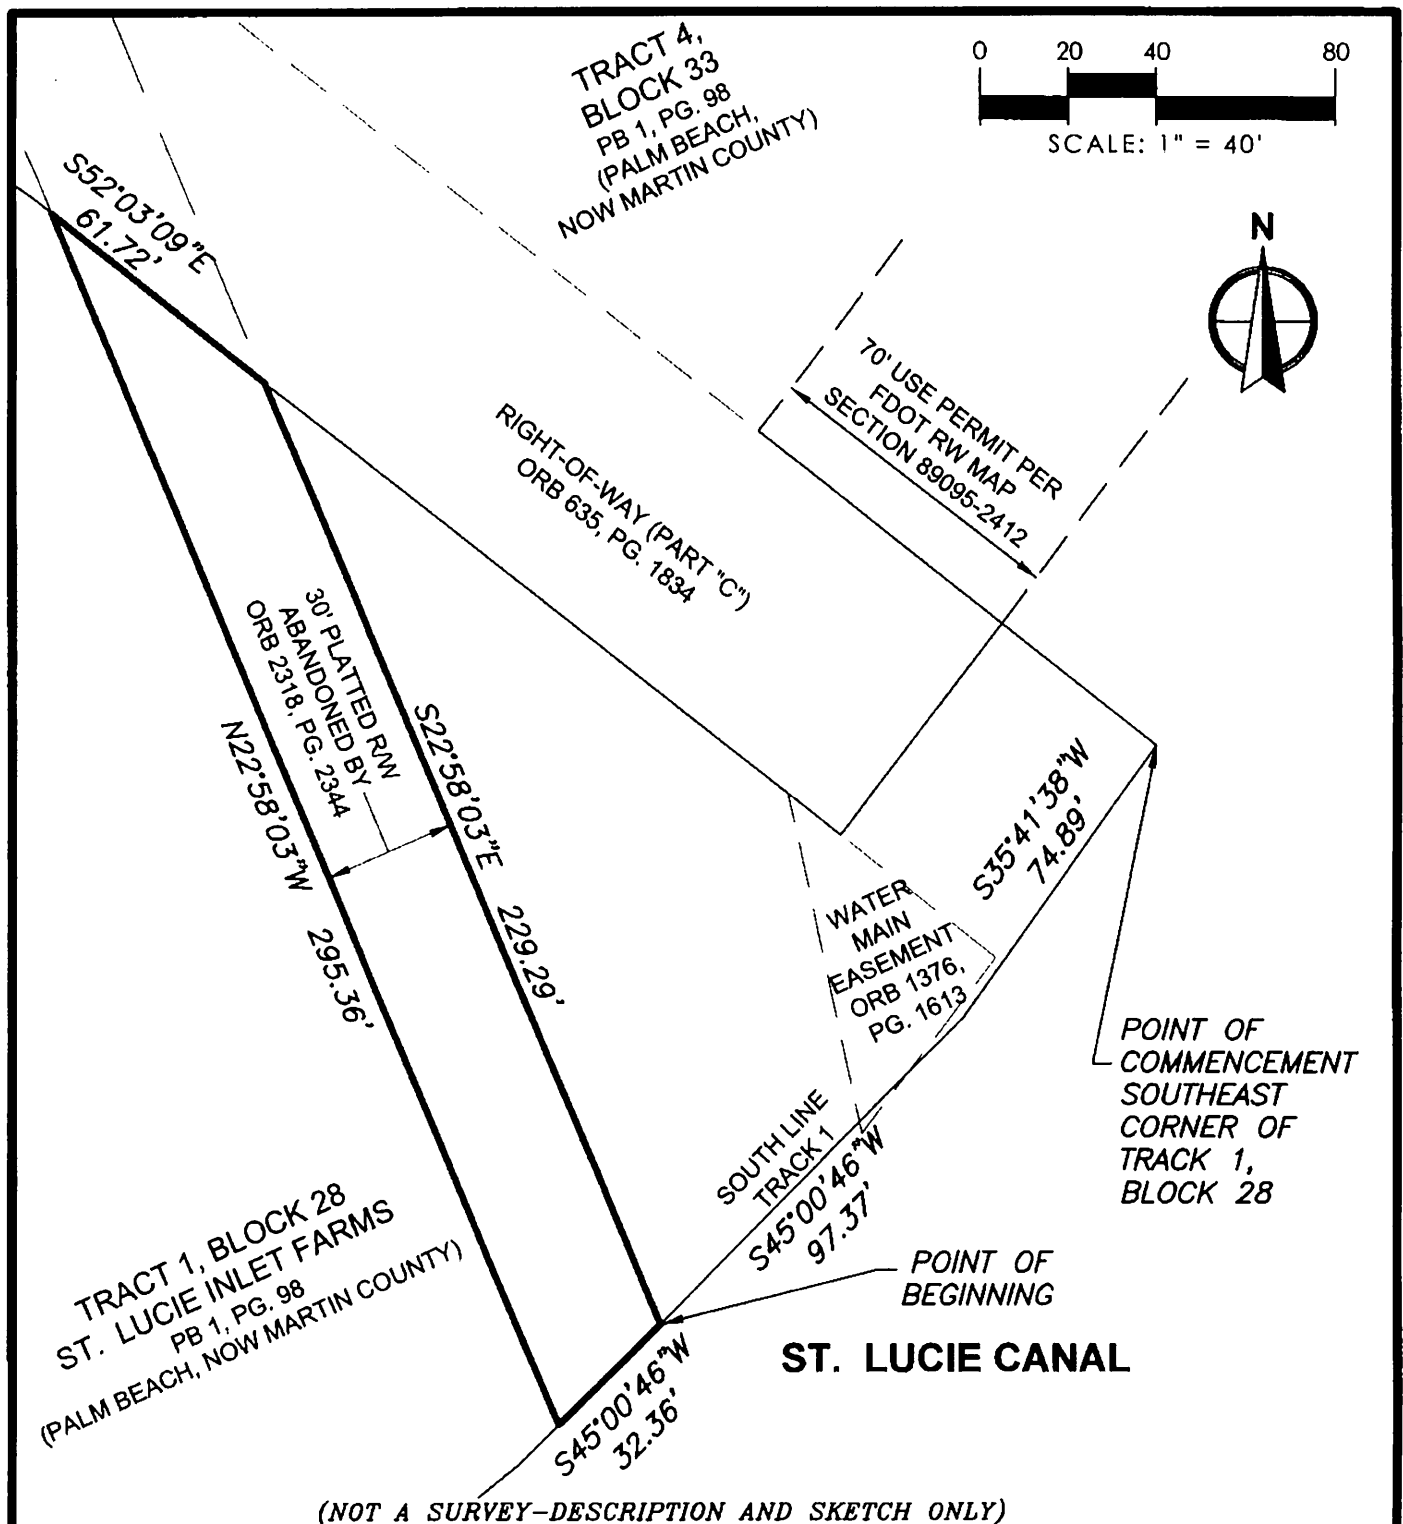 TRACT 4,
BLOCK 33
PB 1, PG. 98
(PALM BEACH,
NOW MARTIN COUNTY)
0 20 40 80
SCALE: 1" = 40'
N
S52°03'09"E
61.72'
70' USE PERMIT PER
FDOT RW MAP
SECTION 89095-2412
RIGHT-OF-WAY (PART "C")
ORB 635, PG. 1834
30' PLATTED R/W
ABANDONED BY
ORB 2318, PG. 2344
N22°58'03"W 295.36'
S22°58'03"E 229.29'
S35°41'38"W
74.89'
WATER
MAIN
EASEMENT
ORB 1376,
PG. 1613
POINT OF
COMMENCEMENT
SOUTHEAST
CORNER OF
TRACK 1,
BLOCK 28
SOUTH LINE
TRACK 1
S45°00'46"W
97.37'
TRACT 1, BLOCK 28
ST. LUCIE INLET FARMS
PB 1, PG. 98
(PALM BEACH, NOW MARTIN COUNTY)
POINT OF
BEGINNING
ST. LUCIE CANAL
S45°00'46"W
32.36'
(NOT A SURVEY-DESCRIPTION AND SKETCH ONLY)